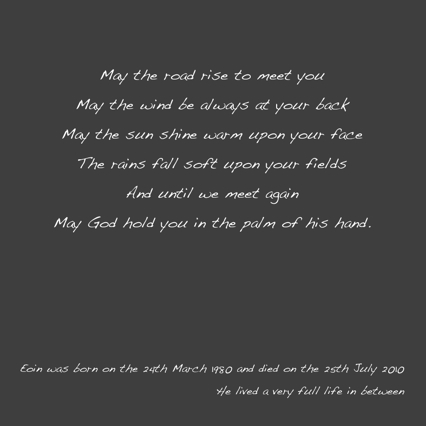 May the road rise to meet you
May the wind be always at your back
May the sun shine warm upon your face
The rains fall soft upon your fields
And until we meet again
May God hold you in the palm of his hand.
Eoin was born on the 24th March 1980 and died on the 25th July 2010
He lived a very full life in between